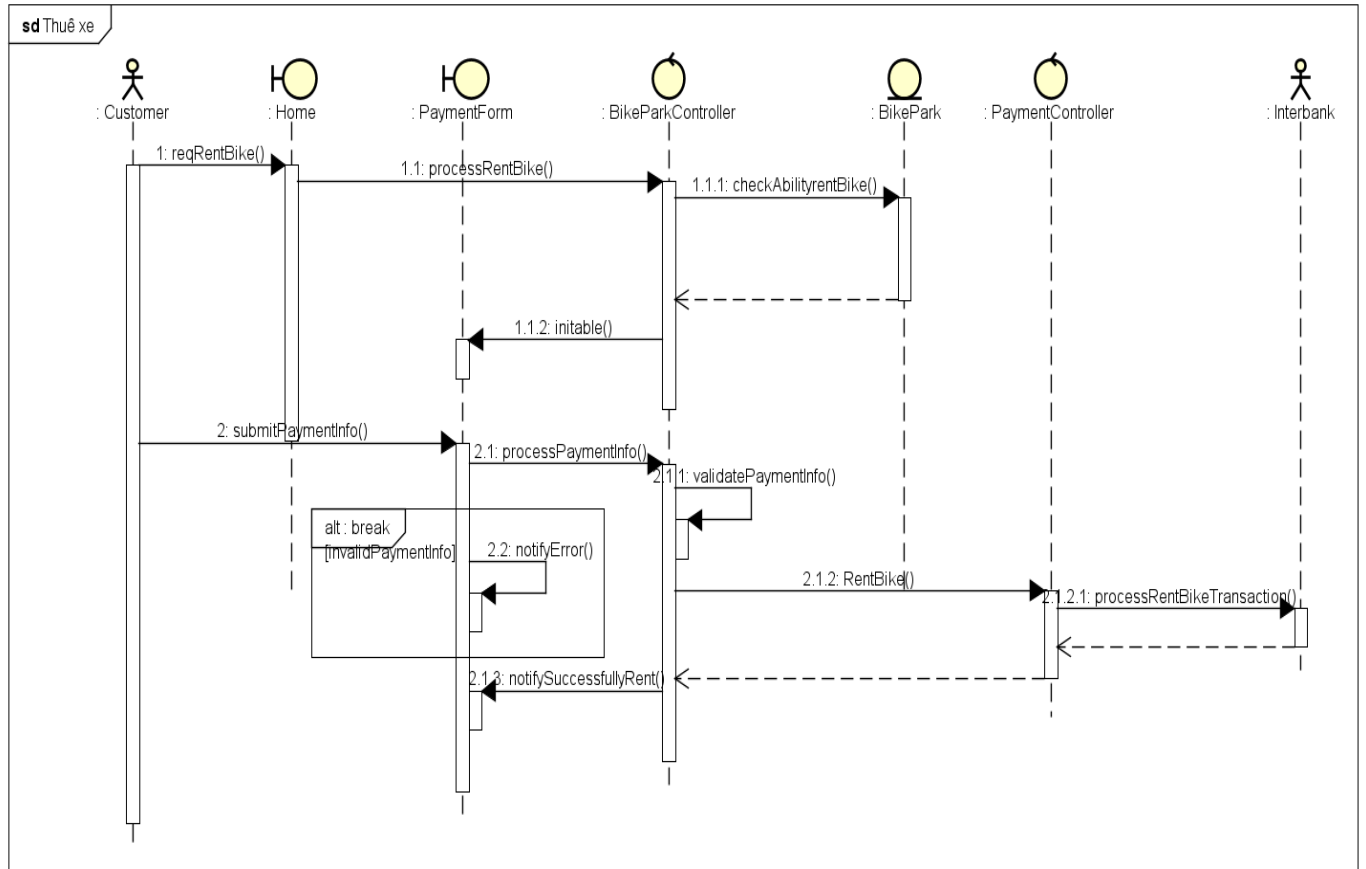 sd Thuê xe
: Customer
: Home
: PaymentForm
: BikeParkController
: BikePark
: PaymentController
: Interbank
1: reqRentBike()
1.1: processRentBike()
1.1.1: checkAbilityrentBike()
1.1.2: initable()
2: submitPaymentInfo()
2.1: processPaymentInfo()
2.1.1: validatePaymentInfo()
alt : break
[invalidPaymentInfo]
2.2: notifyError()
2.1.2: RentBike()
2.1.2.1: processRentBikeTransaction()
2.1.3: notifySuccessfullyRent()